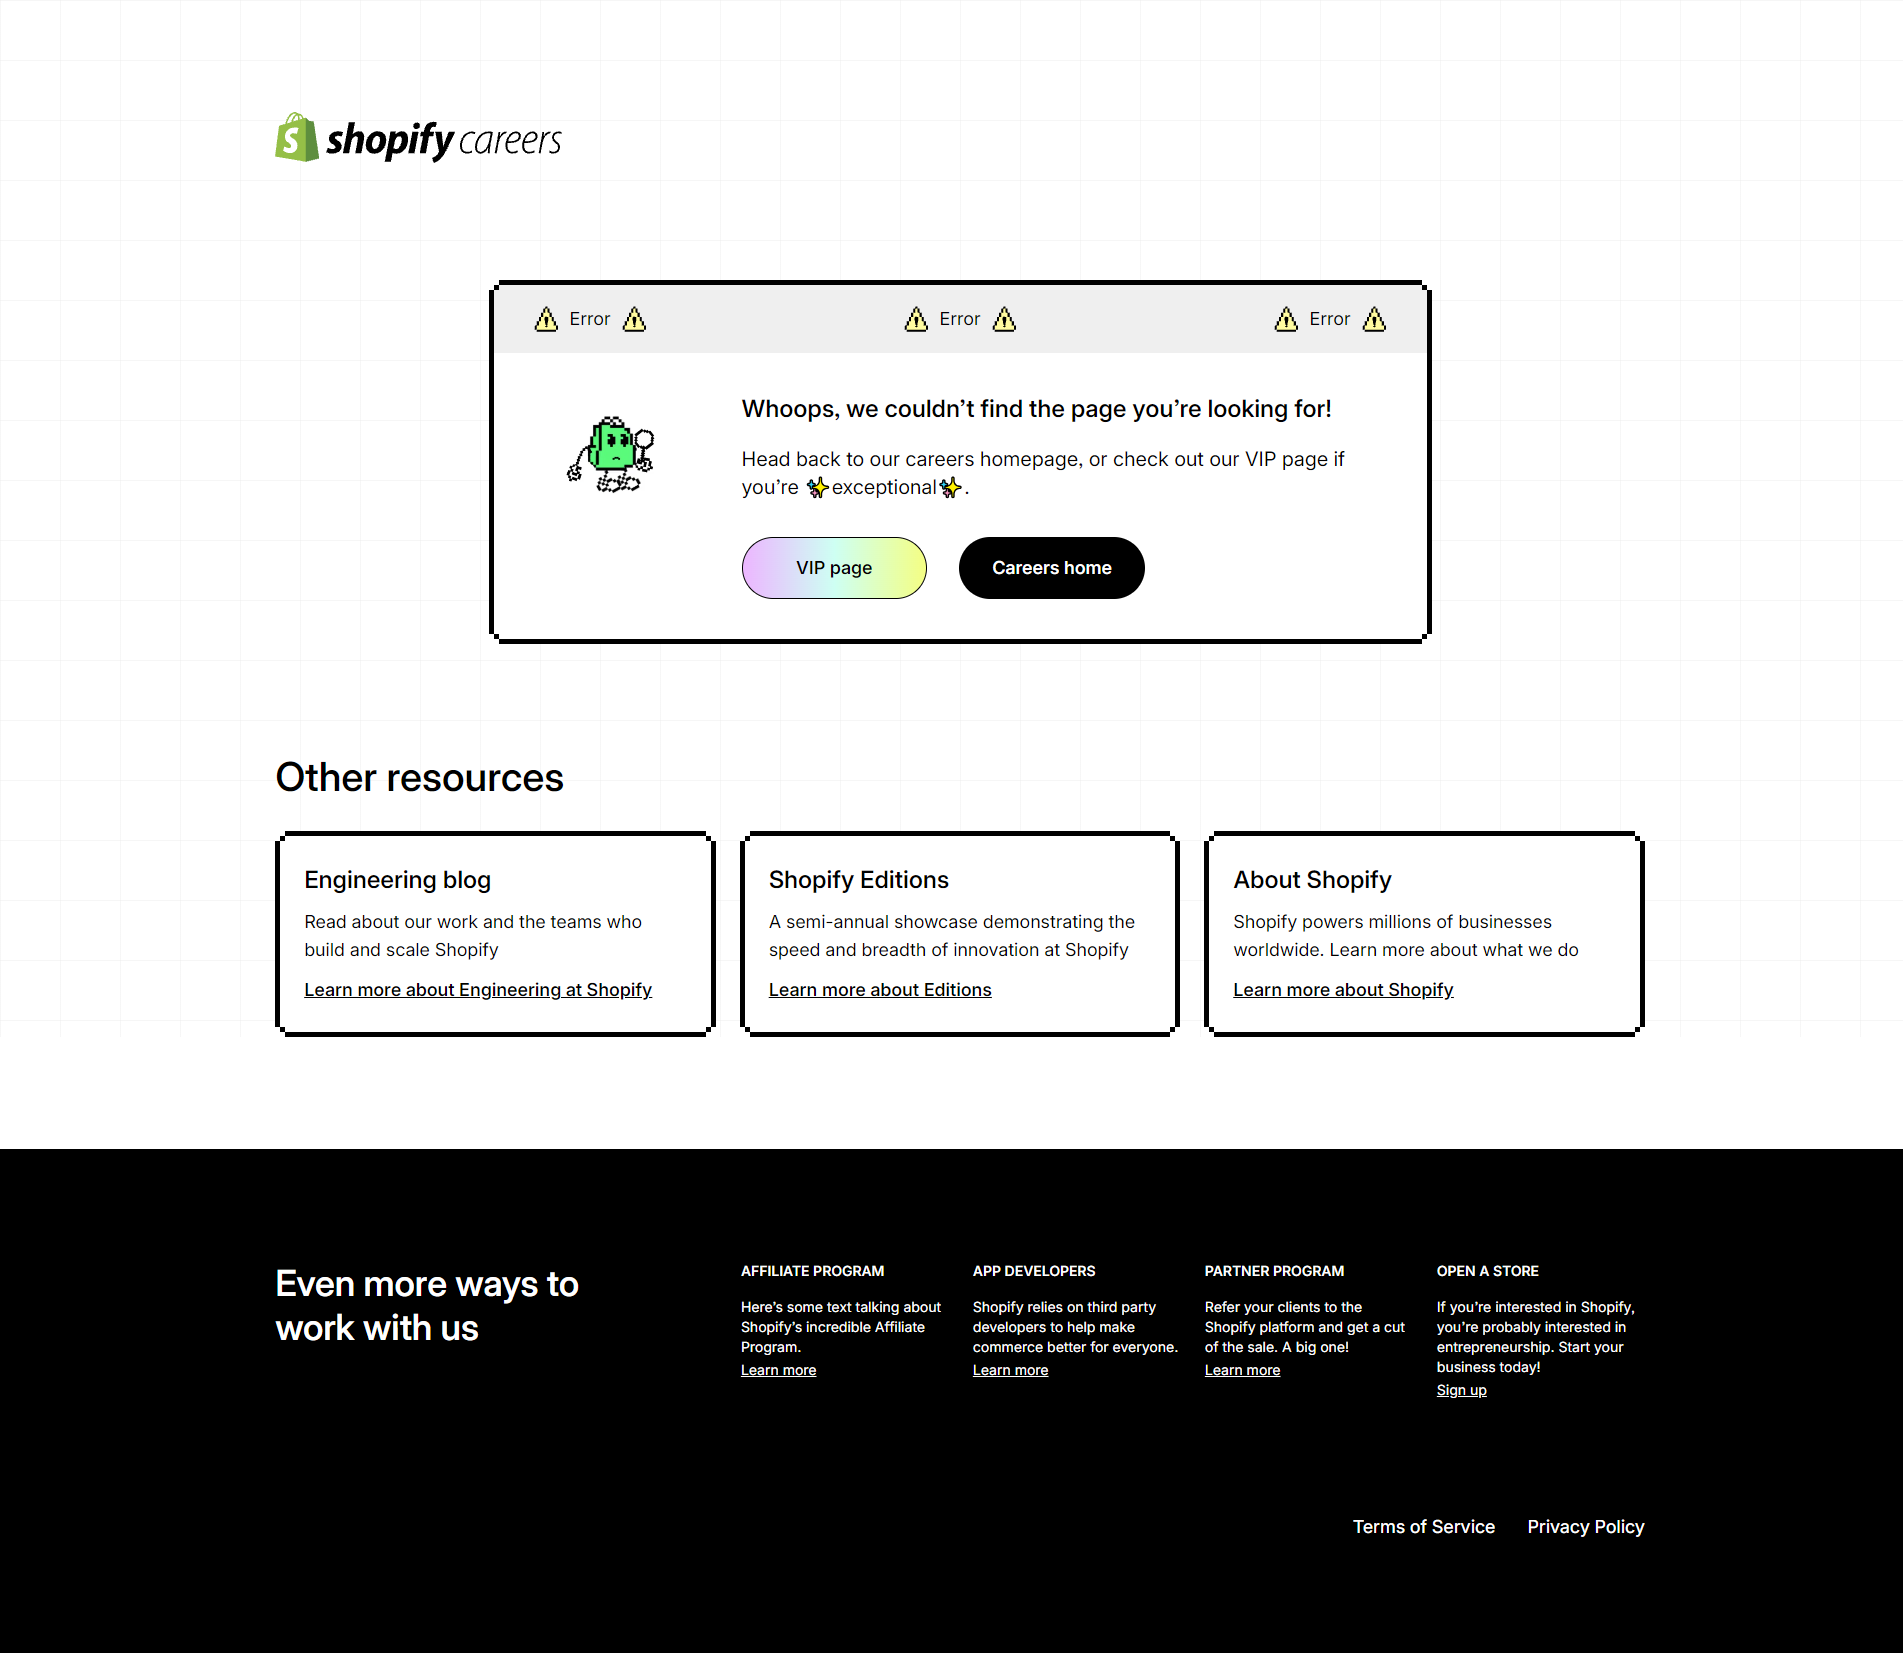 shopify careers
Error Error Error
Whoops, we couldn’t find the page you’re looking for!
Head back to our careers homepage, or check out our VIP page if
you’re ✨exceptional✨.
VIP page Careers home
Other resources
Engineering blog
Read about our work and the teams who
build and scale Shopify
Learn more about Engineering at Shopify
Shopify Editions
A semi-annual showcase demonstrating the
speed and breadth of innovation at Shopify
Learn more about Editions
About Shopify
Shopify powers millions of businesses
worldwide. Learn more about what we do
Learn more about Shopify
Even more ways to
work with us
AFFILIATE PROGRAM
Here’s some text talking about
Shopify’s incredible Affiliate
Program.
Learn more
APP DEVELOPERS
Shopify relies on third party
developers to help make
commerce better for everyone.
Learn more
PARTNER PROGRAM
Refer your clients to the
Shopify platform and get a cut
of the sale. A big one!
Learn more
OPEN A STORE
If you’re interested in Shopify,
you’re probably interested in
entrepreneurship. Start your
business today!
Sign up
Terms of Service Privacy Policy